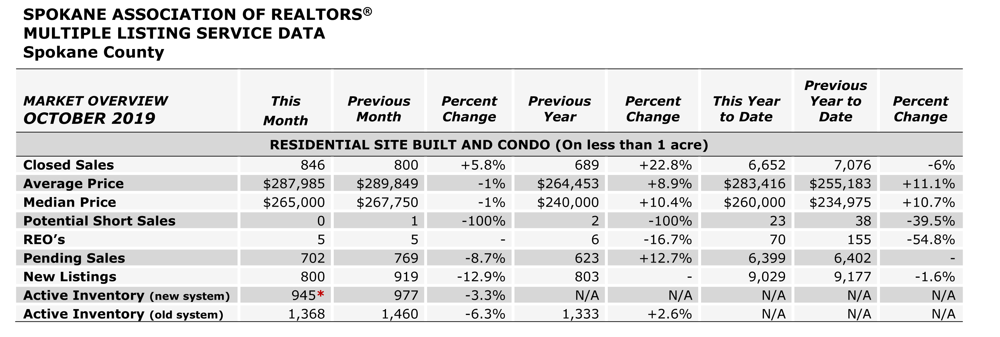 SPOKANE ASSOCIATION OF REALTORS®
MULTIPLE LISTING SERVICE DATA
Spokane County
MARKET OVERVIEW OCTOBER 2019 This Month Previous Month Percent Change Previous Year Percent Change This Year to Date Previous Year to Date Percent Change
RESIDENTIAL SITE BUILT AND CONDO (On less than 1 acre)
Closed Sales 846 800 +5.8% 689 +22.8% 6,652 7,076 -6%
Average Price $287,985 $289,849 -1% $264,453 +8.9% $283,416 $255,183 +11.1%
Median Price $265,000 $267,750 -1% $240,000 +10.4% $260,000 $234,975 +10.7%
Potential Short Sales 0 1 -100% 2 -100% 23 38 -39.5%
REO’s 5 5 - 6 -16.7% 70 155 -54.8%
Pending Sales 702 769 -8.7% 623 +12.7% 6,399 6,402 -
New Listings 800 919 -12.9% 803 - 9,029 9,177 -1.6%
Active Inventory (new system) 945* 977 -3.3% N/A N/A N/A N/A N/A
Active Inventory (old system) 1,368 1,460 -6.3% 1,333 +2.6% N/A N/A N/A